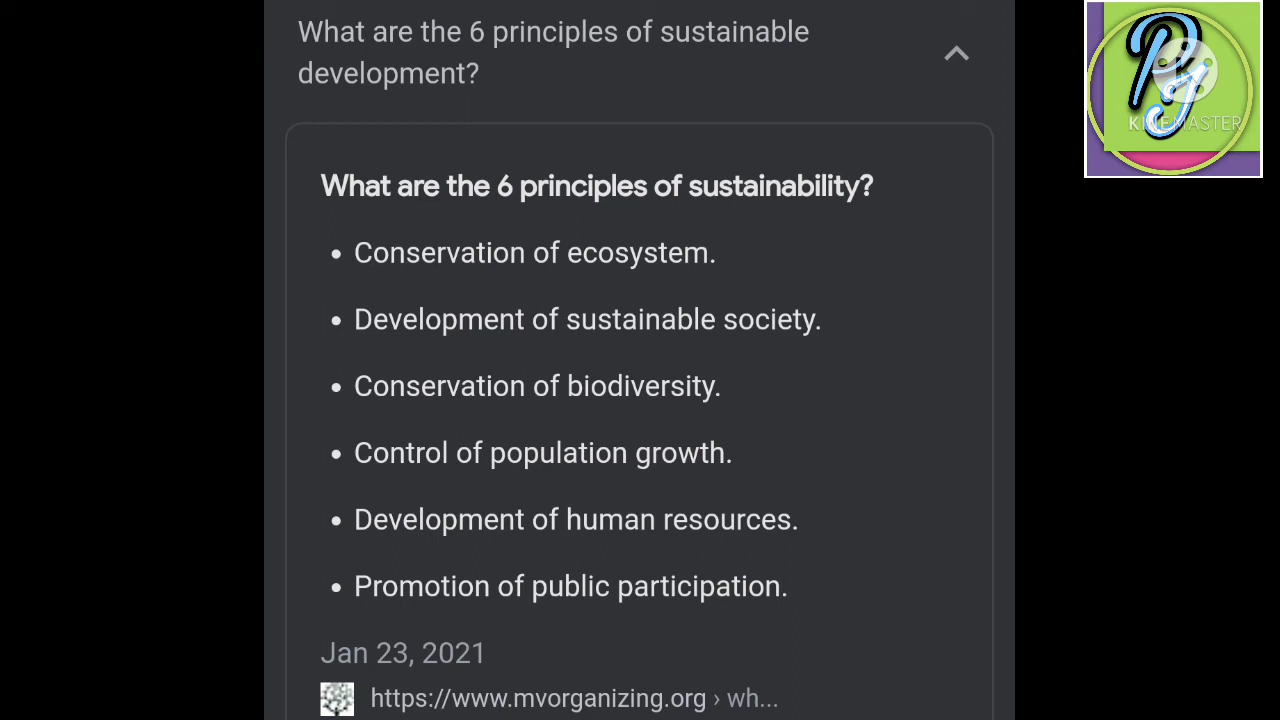 What are the 6 principles of sustainable
development?
What are the 6 principles of sustainability?
• Conservation of ecosystem.
• Development of sustainable society.
• Conservation of biodiversity.
• Control of population growth.
• Development of human resources.
• Promotion of public participation.
Jan 23, 2021
https://www.mvorganizing.org › wh...
PJ
K
KINEMASTER